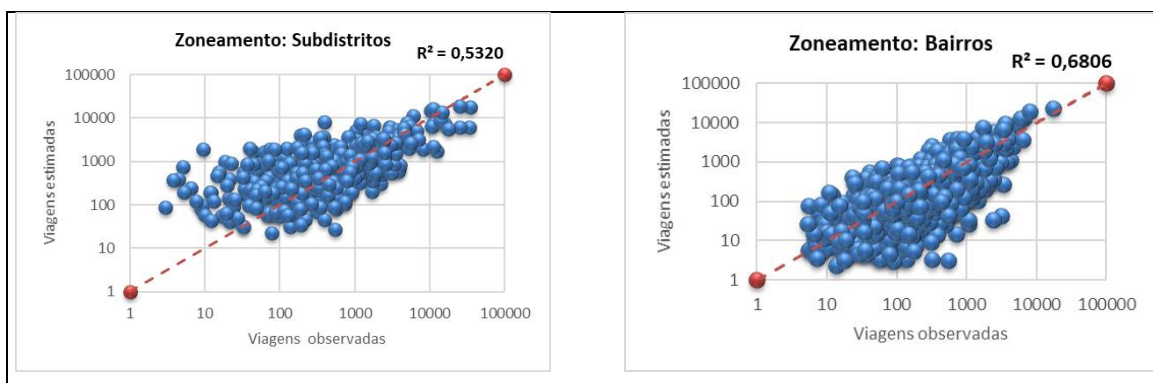 Zoneamento: Subdistritos
R² = 0,5320
100000
10000
1000
100
10
1
Viagens estimadas
1 10 100 1000 10000 100000
Viagens observadas
Zoneamento: Bairros
R² = 0,6806
100000
10000
1000
100
10
1
Viagens estimadas
1 10 100 1000 10000 100000
Viagens observadas